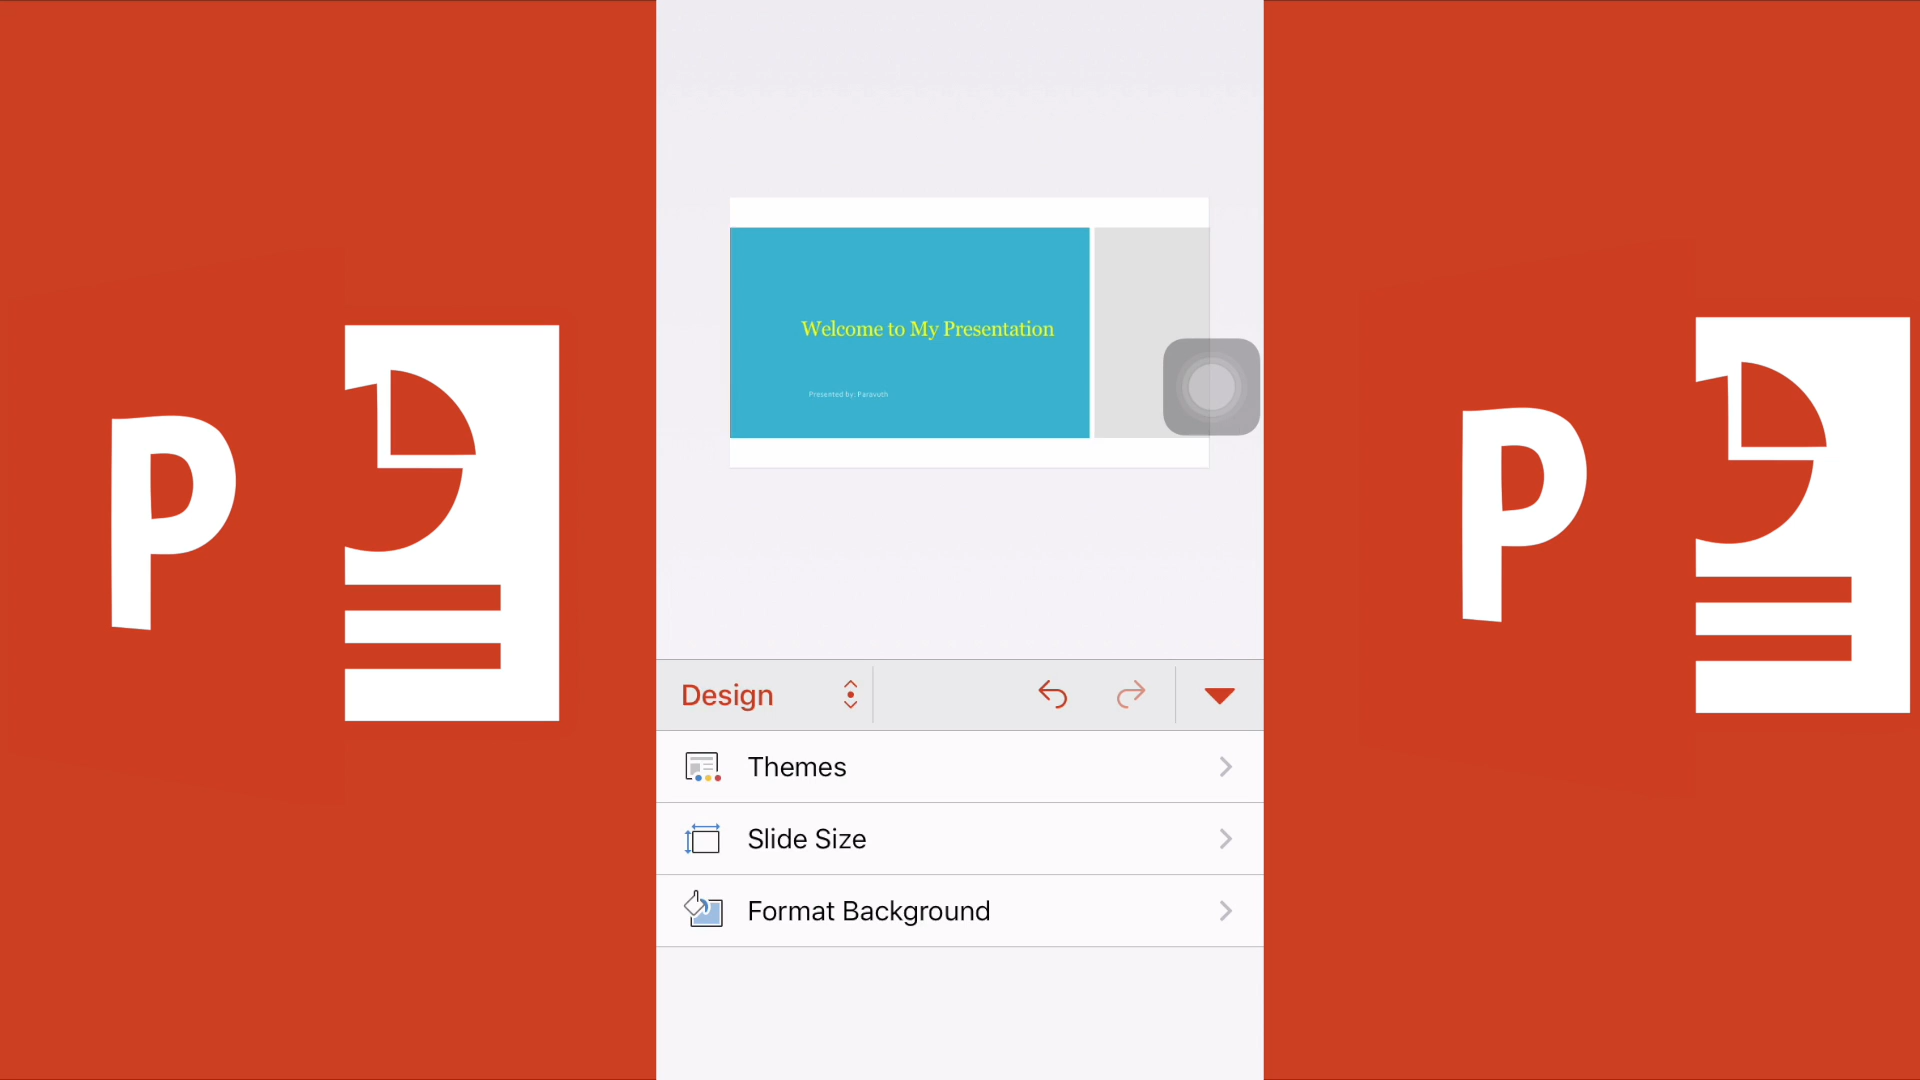 Welcome to My Presentation
Presented by: Paravuth
Design
Themes
Slide Size
Format Background
P
P